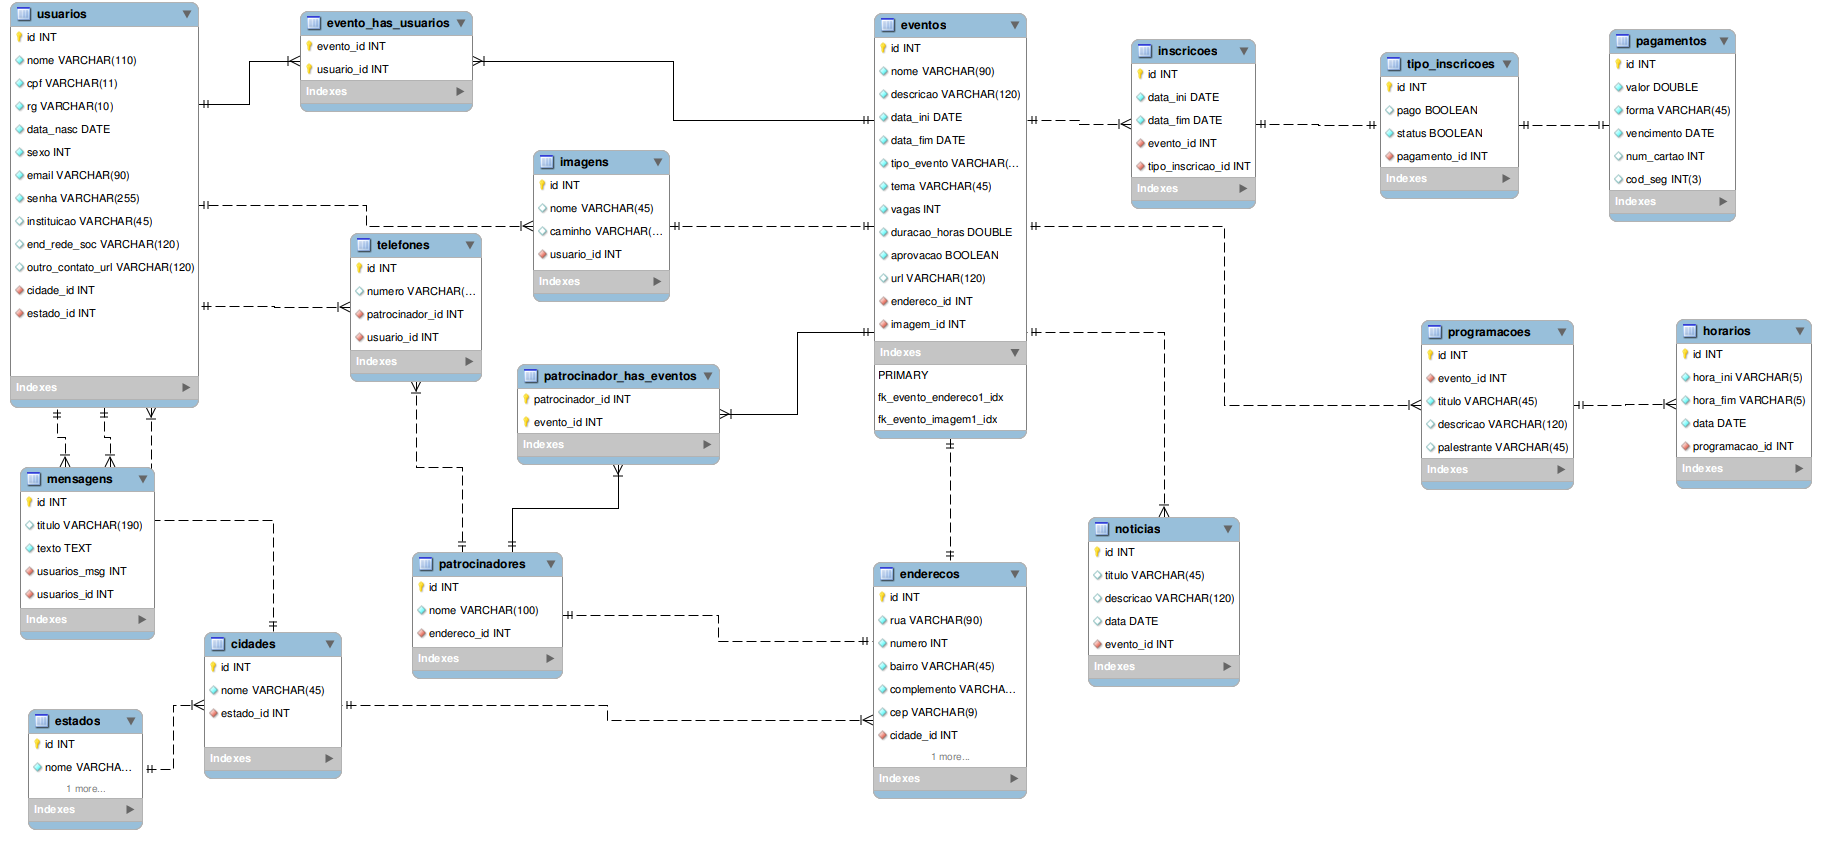 usuarios
id INT
nome VARCHAR(110)
cpf VARCHAR(11)
rg VARCHAR(10)
data_nasc DATE
sexo INT
email VARCHAR(90)
senha VARCHAR(255)
instituicao VARCHAR(45)
end_rede_soc VARCHAR(120)
outro_contato_url VARCHAR(120)
cidade_id INT
estado_id INT
Indexes
evento_has_usuarios
evento_id INT
usuario_id INT
Indexes
imagens
id INT
nome VARCHAR(45)
caminho VARCHAR(...
usuario_id INT
Indexes
telefones
id INT
numero VARCHAR(...
patrocinador_id INT
usuario_id INT
Indexes
patrocinador_has_eventos
patrocinador_id INT
evento_id INT
Indexes
eventos
id INT
nome VARCHAR(90)
descricao VARCHAR(120)
data_ini DATE
data_fim DATE
tipo_evento VARCHAR(...
tema VARCHAR(45)
vagas INT
duracao_horas DOUBLE
aprovacao BOOLEAN
url VARCHAR(120)
endereco_id INT
imagem_id INT
Indexes
PRIMARY
fk_evento_endereco1_idx
fk_evento_imagem1_idx
inscricoes
id INT
data_ini DATE
data_fim DATE
evento_id INT
tipo_inscricao_id INT
Indexes
tipo_inscricoes
id INT
pago BOOLEAN
status BOOLEAN
pagamento_id INT
Indexes
pagamentos
id INT
valor DOUBLE
forma VARCHAR(45)
vencimento DATE
num_cartao INT
cod_seg INT(3)
Indexes
programacoes
id INT
evento_id INT
titulo VARCHAR(45)
descricao VARCHAR(120)
palestrante VARCHAR(45)
Indexes
horarios
id INT
hora_ini VARCHAR(5)
hora_fim VARCHAR(5)
data DATE
programacao_id INT
Indexes
mensagens
id INT
titulo VARCHAR(190)
texto TEXT
usuarios_msg INT
usuarios_id INT
Indexes
cidades
id INT
nome VARCHAR(45)
estado_id INT
Indexes
estados
id INT
nome VARCHA...
1 more...
Indexes
patrocinadores
id INT
nome VARCHAR(100)
endereco_id INT
Indexes
enderecos
id INT
rua VARCHAR(90)
numero INT
bairro VARCHAR(45)
complemento VARCHA...
cep VARCHAR(9)
cidade_id INT
1 more...
Indexes
noticias
id INT
titulo VARCHAR(45)
descricao VARCHAR(120)
data DATE
evento_id INT
Indexes